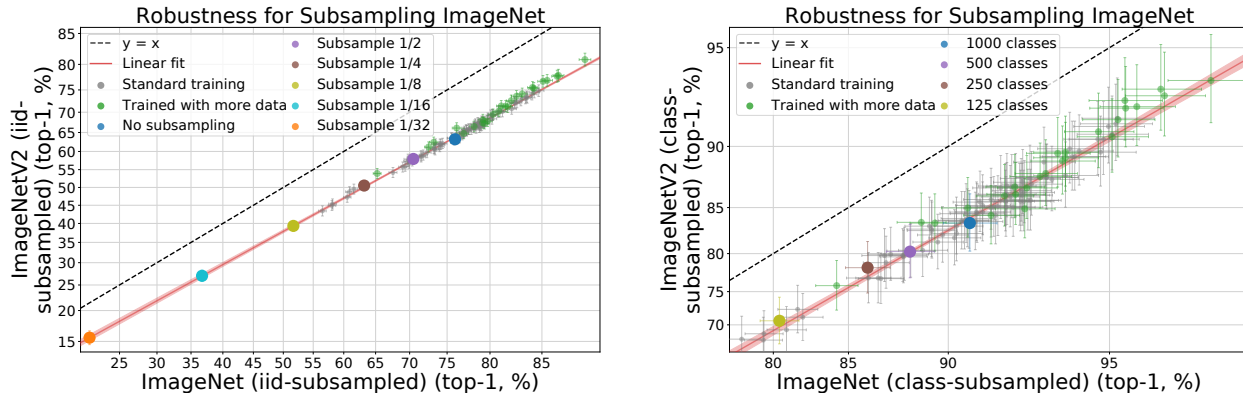 Robustness for Subsampling ImageNet
ImageNetV2 (iid-
subsampled) (top-1, %)
85
80
75
70
65
60
55
50
45
40
35
30
25
20
15
y = x
Linear fit
Standard training
Trained with more data
No subsampling
Subsample 1/2
Subsample 1/4
Subsample 1/8
Subsample 1/16
Subsample 1/32
25 30 35 40 45 50 55 60 65 70 75 80 85
ImageNet (iid-subsampled) (top-1, %)
Robustness for Subsampling ImageNet
ImageNetV2 (class-
subsampled) (top-1, %)
95
90
85
80
75
70
y = x
Linear fit
Standard training
Trained with more data
1000 classes
500 classes
250 classes
125 classes
80 85 90 95
ImageNet (class-subsampled) (top-1, %)